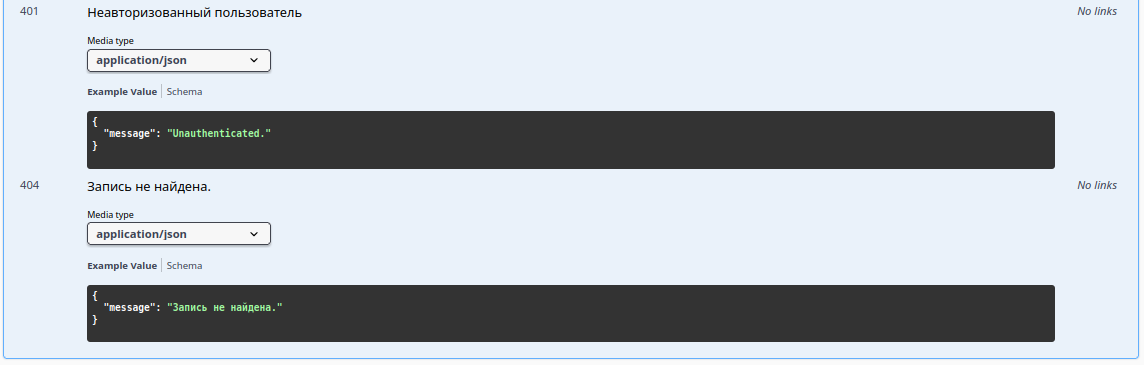 401 Неавторизованный пользователь No links
Media type
application/json
Example Value Schema
{
"message": "Unauthenticated."
}
404 Запись не найдена. No links
Media type
application/json
Example Value Schema
{
"message": "Запись не найдена."
}